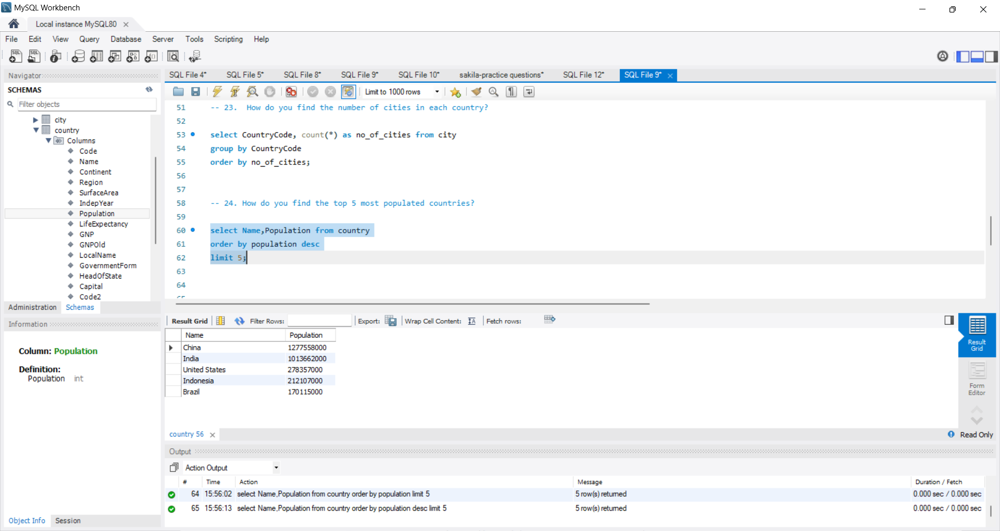 MySQL Workbench
Local instance MySQL80
File Edit View Query Database Server Tools Scripting Help
Navigator
SCHEMAS
Filter objects
city
country
Columns
Code
Name
Continent
Region
SurfaceArea
IndepYear
Population
LifeExpectancy
GNP
GNPOld
LocalName
GovernmentForm
HeadOfState
Capital
Code2
Administration Schemas
Information
Column: Population
Definition:
Population int
Object Info Session
SQL File 4* SQL File 5* SQL File 8* SQL File 9* SQL File 10* sakila-practice questions* SQL File 12* SQL File 9*
Limit to 1000 rows
51 -- 23. How do you find the number of cities in each country?
52
53 select CountryCode, count(*) as no_of_cities from city
54 group by CountryCode
55 order by no_of_cities;
56
57
58 -- 24. How do you find the top 5 most populated countries?
59
60 select Name,Population from country
61 order by population desc
62 limit 5;
63
64
Result Grid Filter Rows: Export: Wrap Cell Content: Fetch rows:
Name Population
China 1277558000
India 1013662000
United States 278357000
Indonesia 212107000
Brazil 170115000
Result
Grid
Form
Editor
country 56
Read Only
Output
Action Output
# Time Action Message Duration / Fetch
64 15:56:02 select Name,Population from country order by population limit 5 5 row(s) returned 0.000 sec / 0.000 sec
65 15:56:13 select Name,Population from country order by population desc limit 5 5 row(s) returned 0.000 sec / 0.000 sec